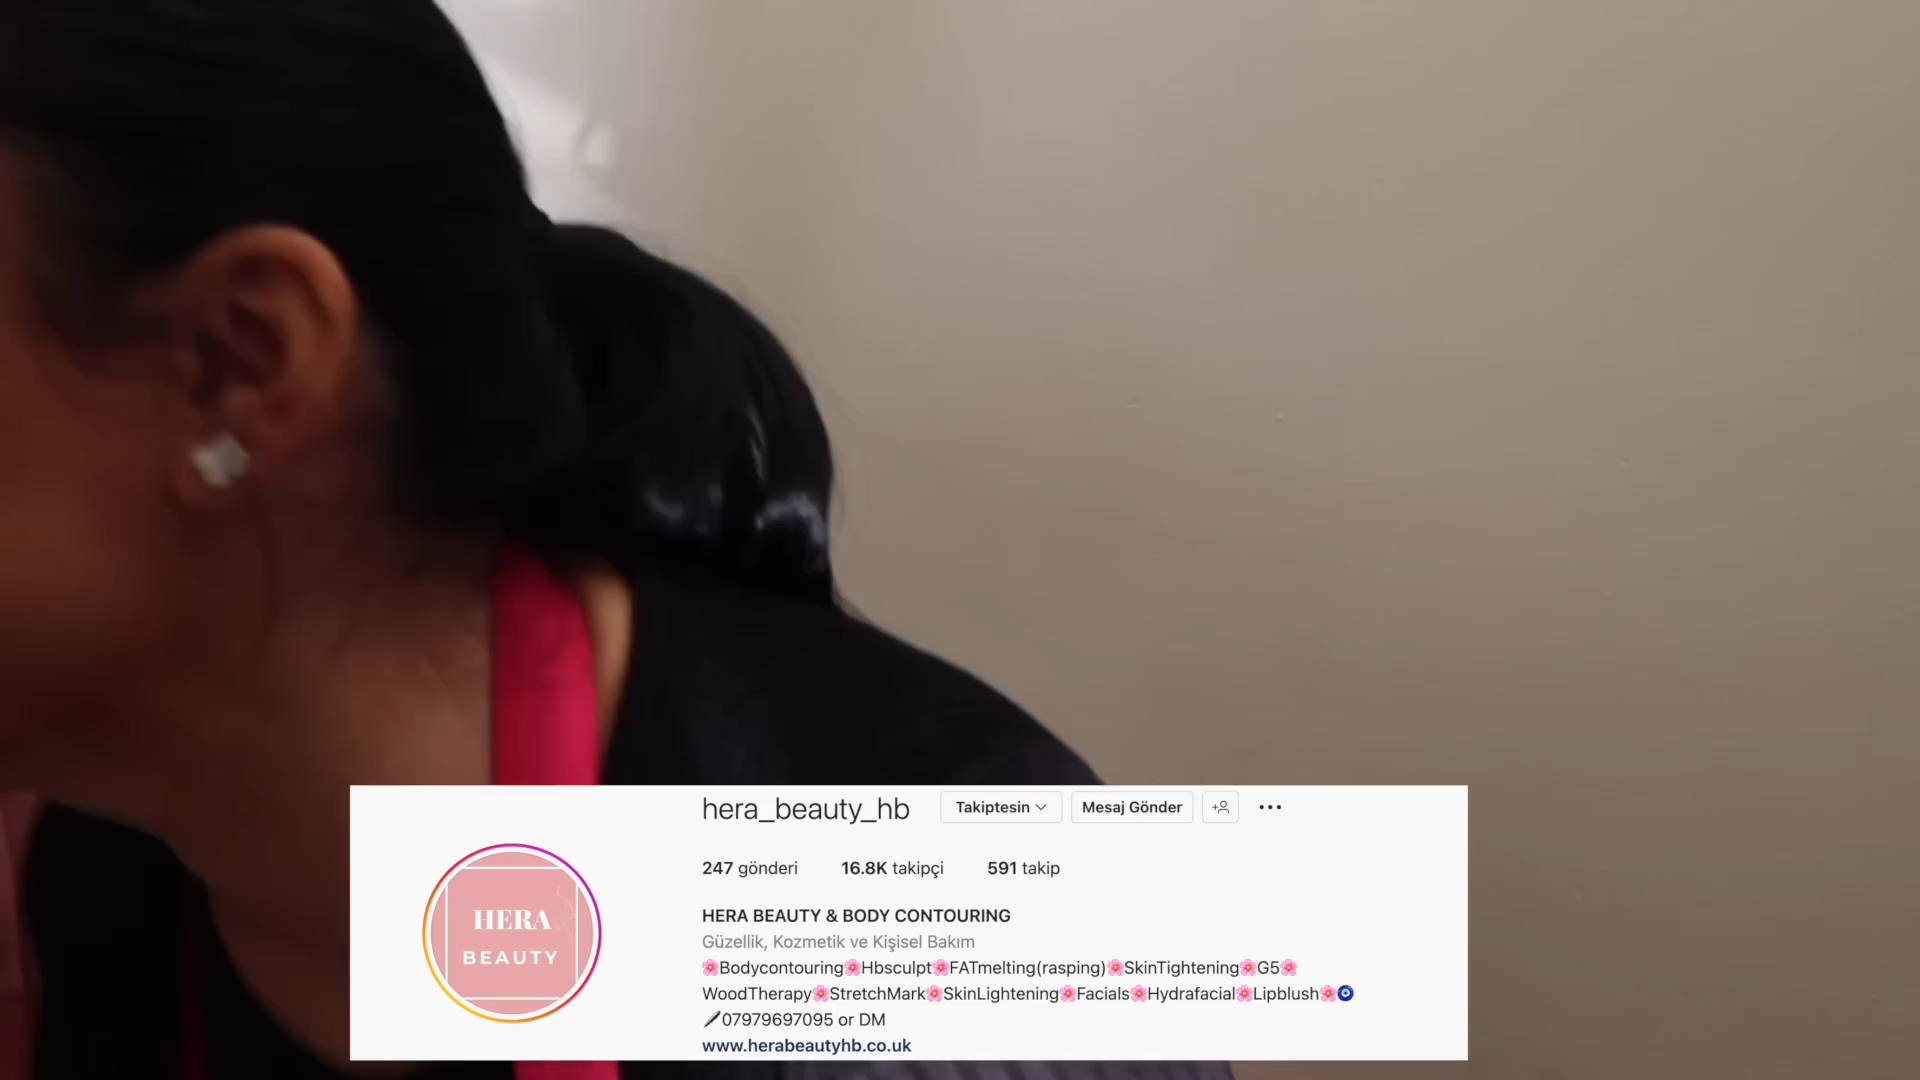 hera_beauty_hb Takiptesin Mesaj Gönder
247 gönderi 16.8K takipçi 591 takip
HERA
BEAUTY
HERA BEAUTY & BODY CONTOURING
Güzellik, Kozmetik ve Kişisel Bakım
🌸Bodycontouring🌸Hbsculpt🌸FATmelting(rasping)🌸SkinTightening🌸G5🌸
WoodTherapy🌸StretchMark🌸SkinLightening🌸Facials🌸Hydrafacial🌸Lipblush🌸🧿
🖋07979697095 or DM
www.herabeautyhb.co.uk